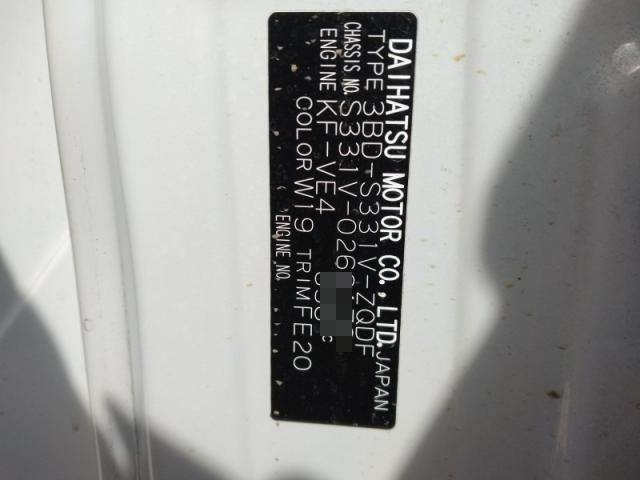 DAIHATSU MOTOR CO.,LTD. JAPAN
TYPE 3BD-S331V-ZQDF
CHASSIS NO. S331V-026
ENGINE KF-VE4
COLOR W19 TRIM FE20
ENGINE NO.